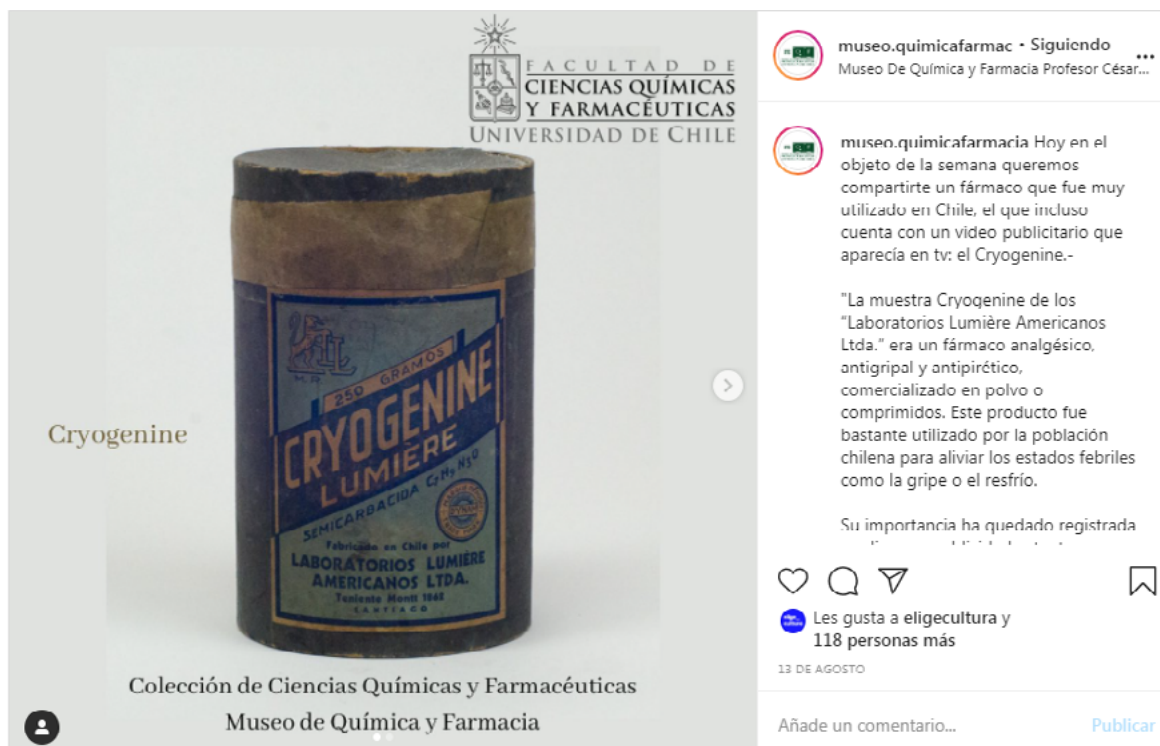 FACULTAD DE
CIENCIAS QUÍMICAS
Y FARMACÉUTICAS
UNIVERSIDAD DE CHILE
Cryogenine
L
M.R.
250 GRAMOS
CRYOGENINE
LUMIÈRE
SEMICARBACIDA C7H9N3O
Fabricado en Chile por
LABORATORIOS LUMIÈRE
AMERICANOS LTDA.
Teniente Montt 1862
SANTIAGO
Colección de Ciencias Químicas y Farmacéuticas
Museo de Química y Farmacia
museo.quimicafarmac • Siguiendo
Museo De Química y Farmacia Profesor César...
museo.quimicafarmacia Hoy en el
objeto de la semana queremos
compartirte un fármaco que fue muy
utilizado en Chile, el que incluso
cuenta con un video publicitario que
aparecía en tv: el Cryogenine.-
"La muestra Cryogenine de los
"Laboratorios Lumière Americanos
Ltda." era un fármaco analgésico,
antigripal y antipirético,
comercializado en polvo o
comprimidos. Este producto fue
bastante utilizado por la población
chilena para aliviar los estados febriles
como la gripe o el resfrío.
Su importancia ha quedado registrada
Les gusta a eligecultura y
118 personas más
13 DE AGOSTO
Añade un comentario...
Publicar